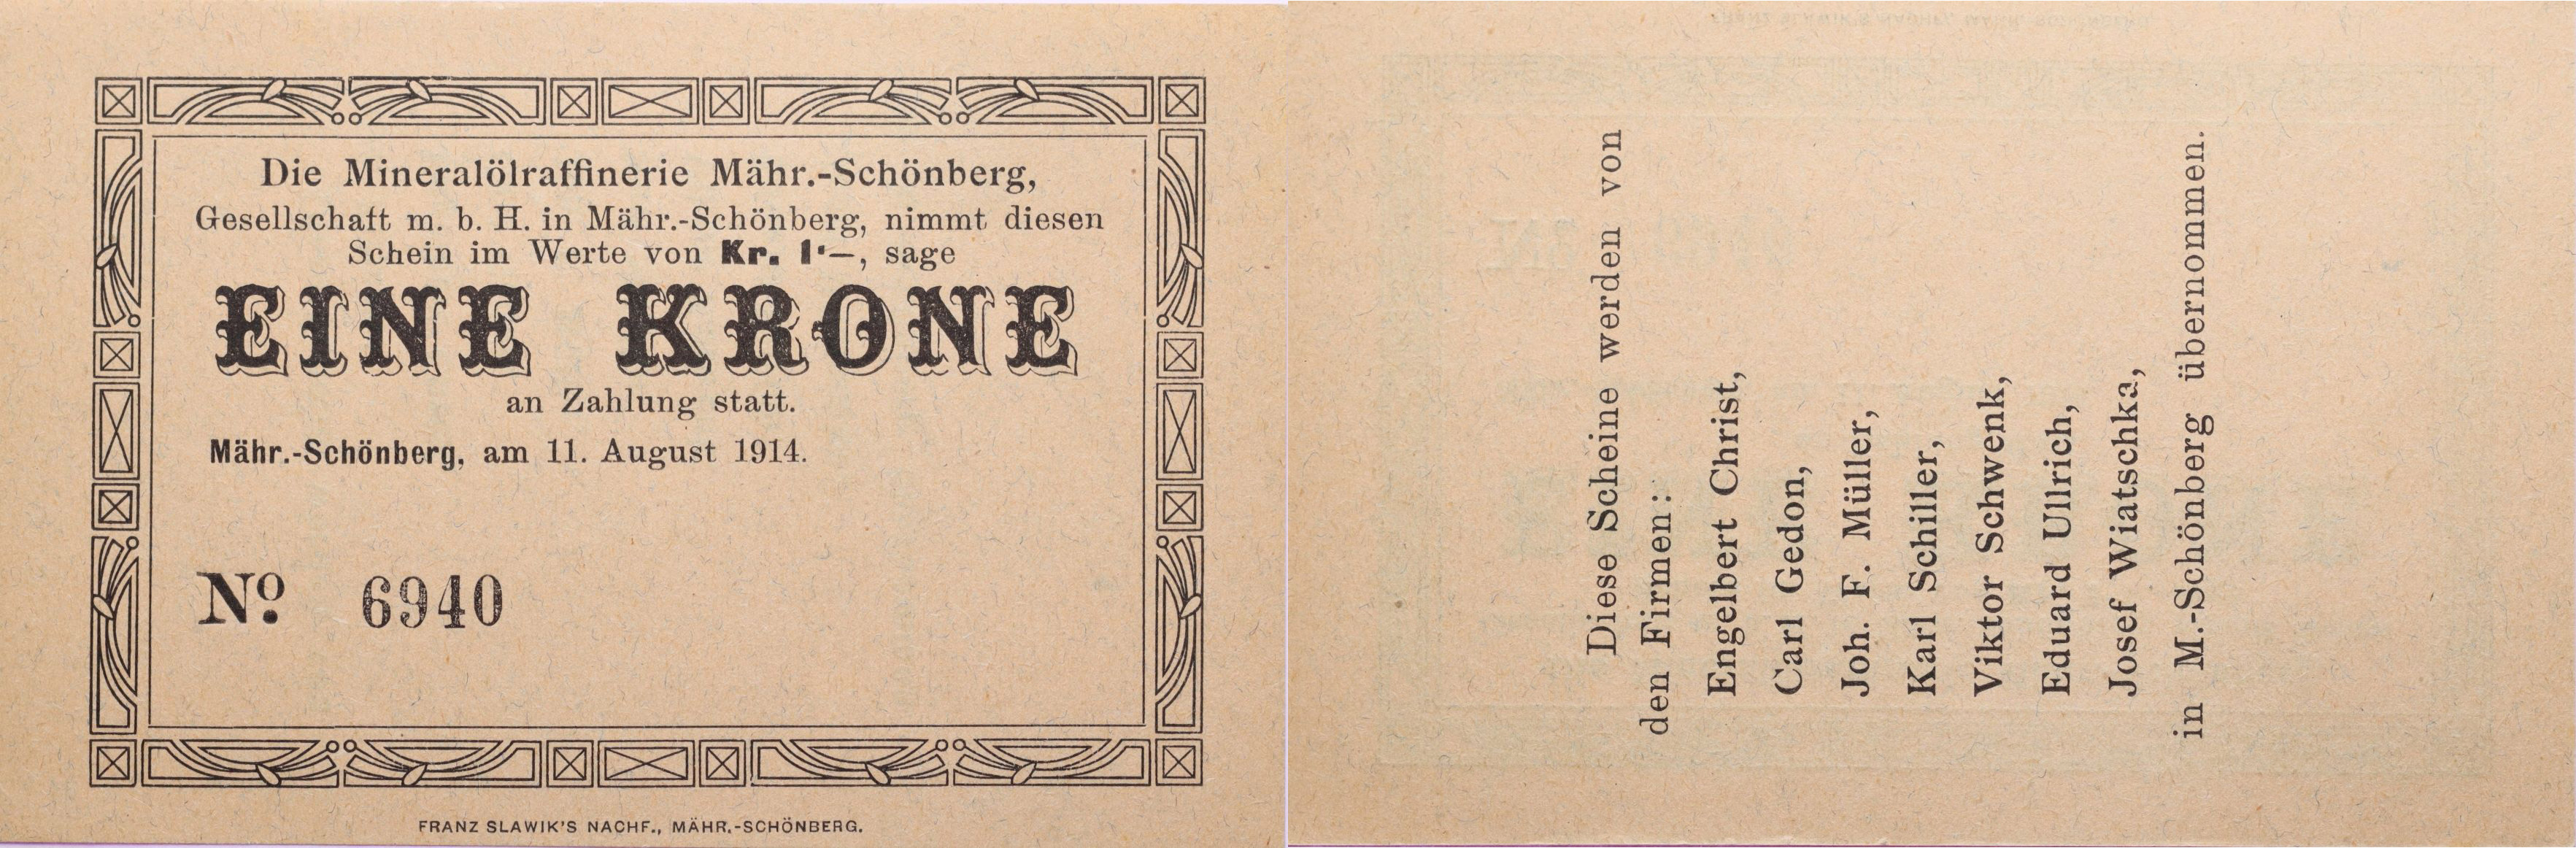 Die Mineralölraffinerie Mähr.-Schönberg,
Gesellschaft m. b. H. in Mähr.-Schönberg, nimmt diesen
Schein im Werte von Kr. 1·—, sage
EINE KRONE
an Zahlung statt.
Mähr.-Schönberg, am 11. August 1914.
No. 6940
FRANZ SLAWIK'S NACHF., MÄHR.-SCHÖNBERG.
Diese Scheine werden von
den Firmen:
Engelbert Christ,
Carl Gedon,
Joh. F. Müller,
Karl Schiller,
Viktor Schwenk,
Eduard Ullrich,
Josef Wiatschka,
in M.-Schönberg übernommen.